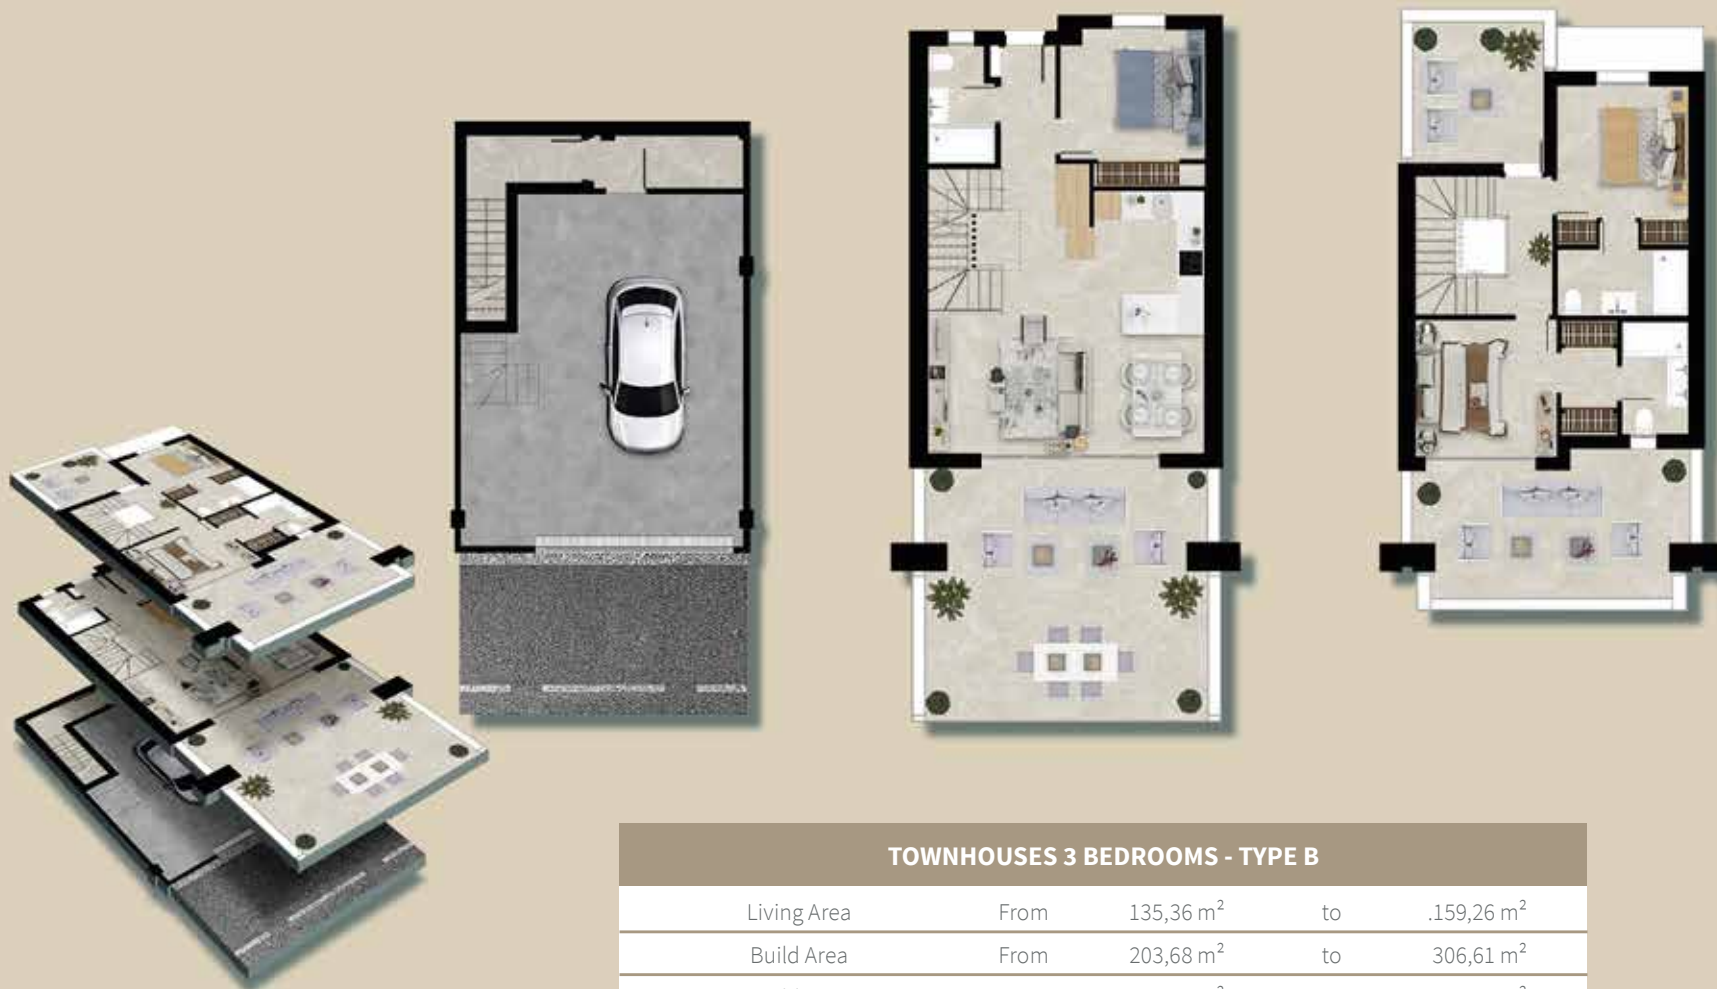 TOWNHOUSES 3 BEDROOMS - TYPE B
Living Area From 135,36 m² to .159,26 m²
Build Area From 203,68 m² to 306,61 m²